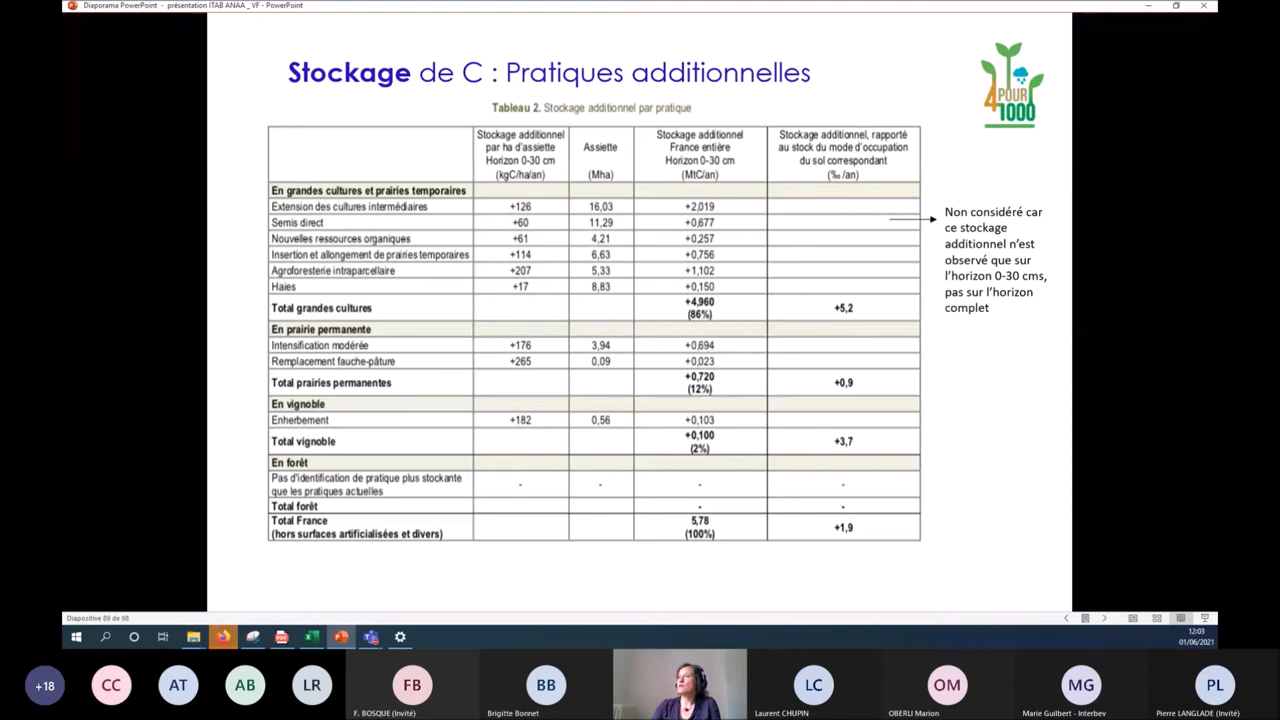 Diaporama PowerPoint - présentation ITAB ANAA _ VF - PowerPoint
Stockage de C : Pratiques additionnelles
4 POUR 1000
Tableau 2. Stockage additionnel par pratique
Stockage additionnel par ha d'assiette Horizon 0-30 cm (kgC/ha/an) Assiette (Mha) Stockage additionnel France entière Horizon 0-30 cm (MtC/an) Stockage additionnel, rapporté au stock du mode d'occupation du sol correspondant (‰ /an)
En grandes cultures et prairies temporaires
Extension des cultures intermédiaires +126 16,03 +2,019
Semis direct +60 11,29 +0,677
Nouvelles ressources organiques +61 4,21 +0,257
Insertion et allongement de prairies temporaires +114 6,63 +0,756
Agroforesterie intraparcellaire +207 5,33 +1,102
Haies +17 8,83 +0,150
Total grandes cultures +4,960 (86%) +5,2
En prairie permanente
Intensification modérée +176 3,94 +0,694
Remplacement fauche-pâture +265 0,09 +0,023
Total prairies permanentes +0,720 (12%) +0,9
En vignoble
Enherbement +182 0,56 +0,103
Total vignoble +0,100 (2%) +3,7
En forêt
Pas d'identification de pratique plus stockante - - - -
que les pratiques actuelles
Total forêt - -
Total France 5,78 +1,9
(hors surfaces artificialisées et divers) (100%)
Non considéré car
ce stockage
additionnel n'est
observé que sur
l'horizon 0-30 cms,
pas sur l'horizon
complet
Diapositive 89 de 98
12:03
01/06/2021
+18 CC AT AB LR FB BB LC OM MG PL
F. BOSQUE (Invité) Brigitte Bonnet Laurent CHUPIN OBERLI Marion Marie Guilbert - Interbev Pierre LANGLADE (Invité)